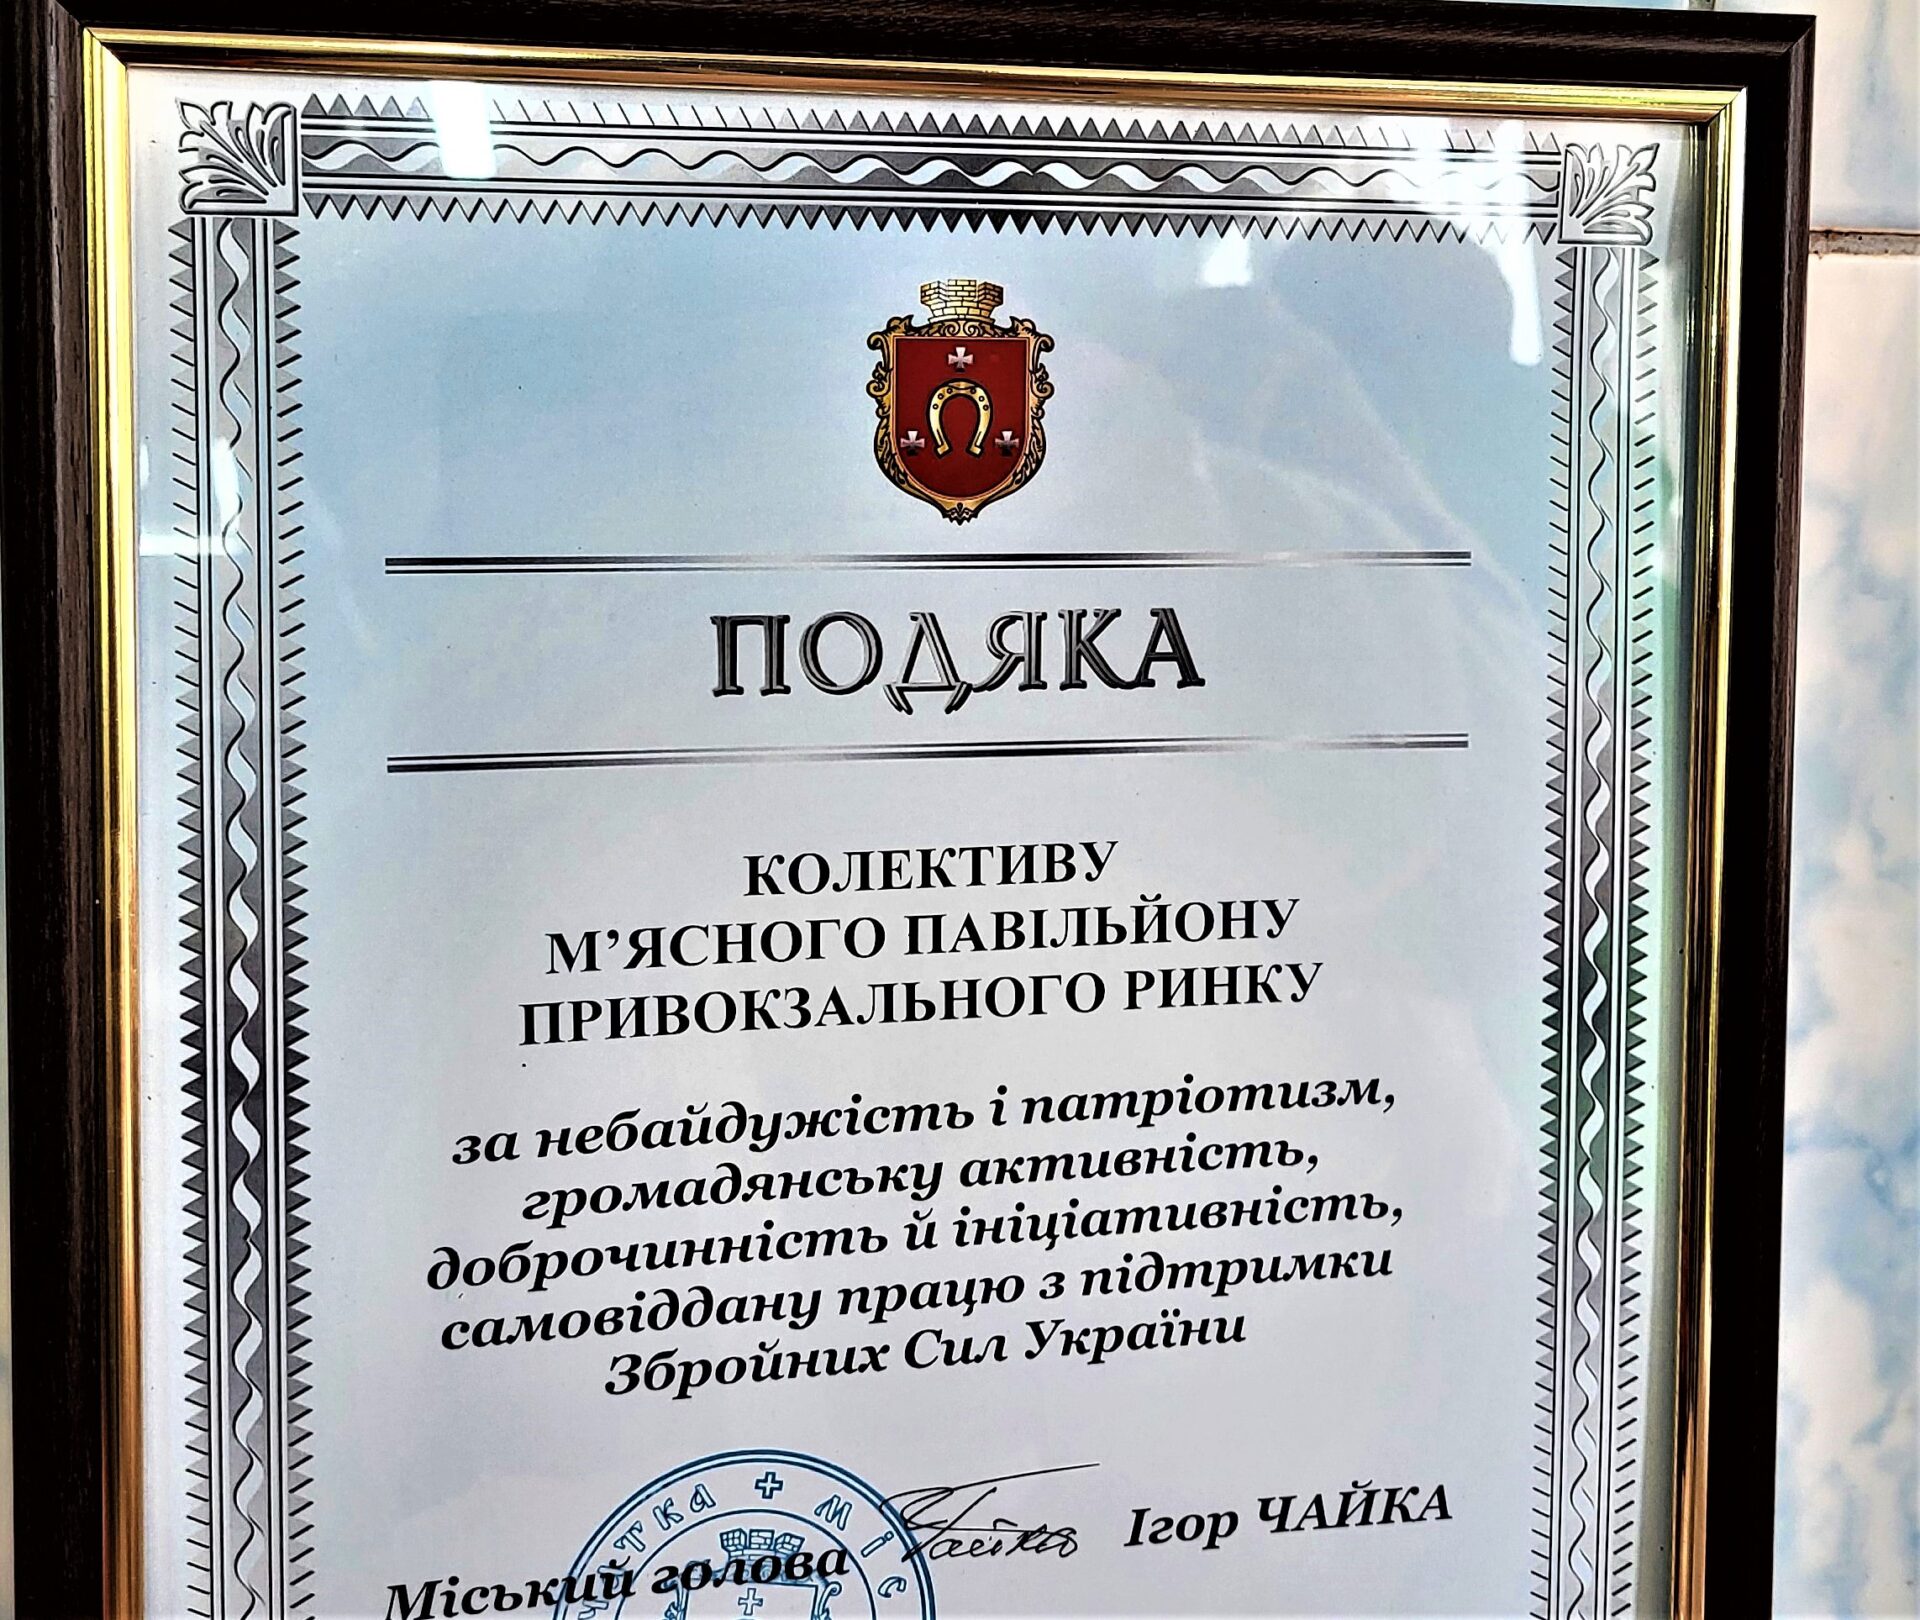 ПОДЯКА
КОЛЕКТИВУ
М’ЯСНОГО ПАВІЛЬЙОНУ
ПРИВОКЗАЛЬНОГО РИНКУ
за небайдужість і патріотизм,
громадянську активність,
доброчинність й ініціативність,
самовіддану працю з підтримки
Збройних Сил України
Міський голова Ігор ЧАЙКА